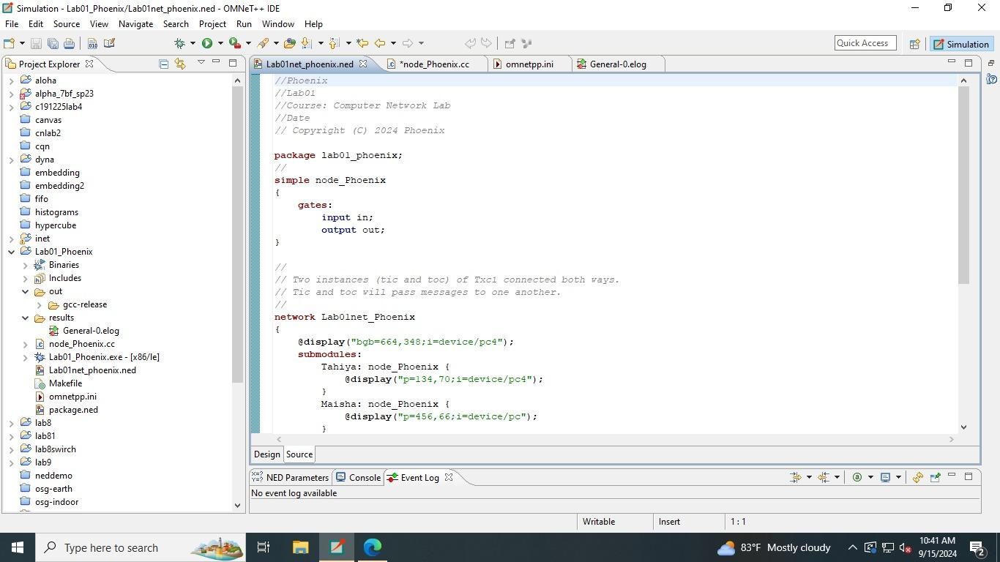 Simulation - Lab01_Phoenix/Lab01net_phoenix.ned - OMNeT++ IDE
File Edit Source View Navigate Search Project Run Window Help
Quick Access
Simulation
Project Explorer
aloha
alpha_7bf_sp23
c191225lab4
canvas
cnlab2
cqn
dyna
embedding
embedding2
fifo
histograms
hypercube
inet
Lab01_Phoenix
Binaries
Includes
out
gcc-release
results
General-0.elog
node_Phoenix.cc
Lab01_Phoenix.exe - [x86/le]
Lab01net_phoenix.ned
Makefile
omnetpp.ini
package.ned
lab8
lab81
lab8swirch
lab9
neddemo
osg-earth
osg-indoor
Lab01net_phoenix.ned
*node_Phoenix.cc
omnetpp.ini
General-0.elog
//Phoenix
//Lab01
//Course: Computer Network Lab
//Date
// Copyright (C) 2024 Phoenix
package lab01_phoenix;
//
simple node_Phoenix
{
gates:
input in;
output out;
}
//
// Two instances (tic and toc) of Txc1 connected both ways.
// Tic and toc will pass messages to one another.
//
network Lab01net_Phoenix
{
@display("bgb=664,348;i=device/pc4");
submodules:
Tahiya: node_Phoenix {
@display("p=134,70;i=device/pc4");
}
Maisha: node_Phoenix {
@display("p=456,66;i=device/pc");
}
Design Source
NED Parameters Console Event Log
No event log available
Writable Insert 1 : 1
Type here to search
83°F Mostly cloudy
10:41 AM
9/15/2024
2